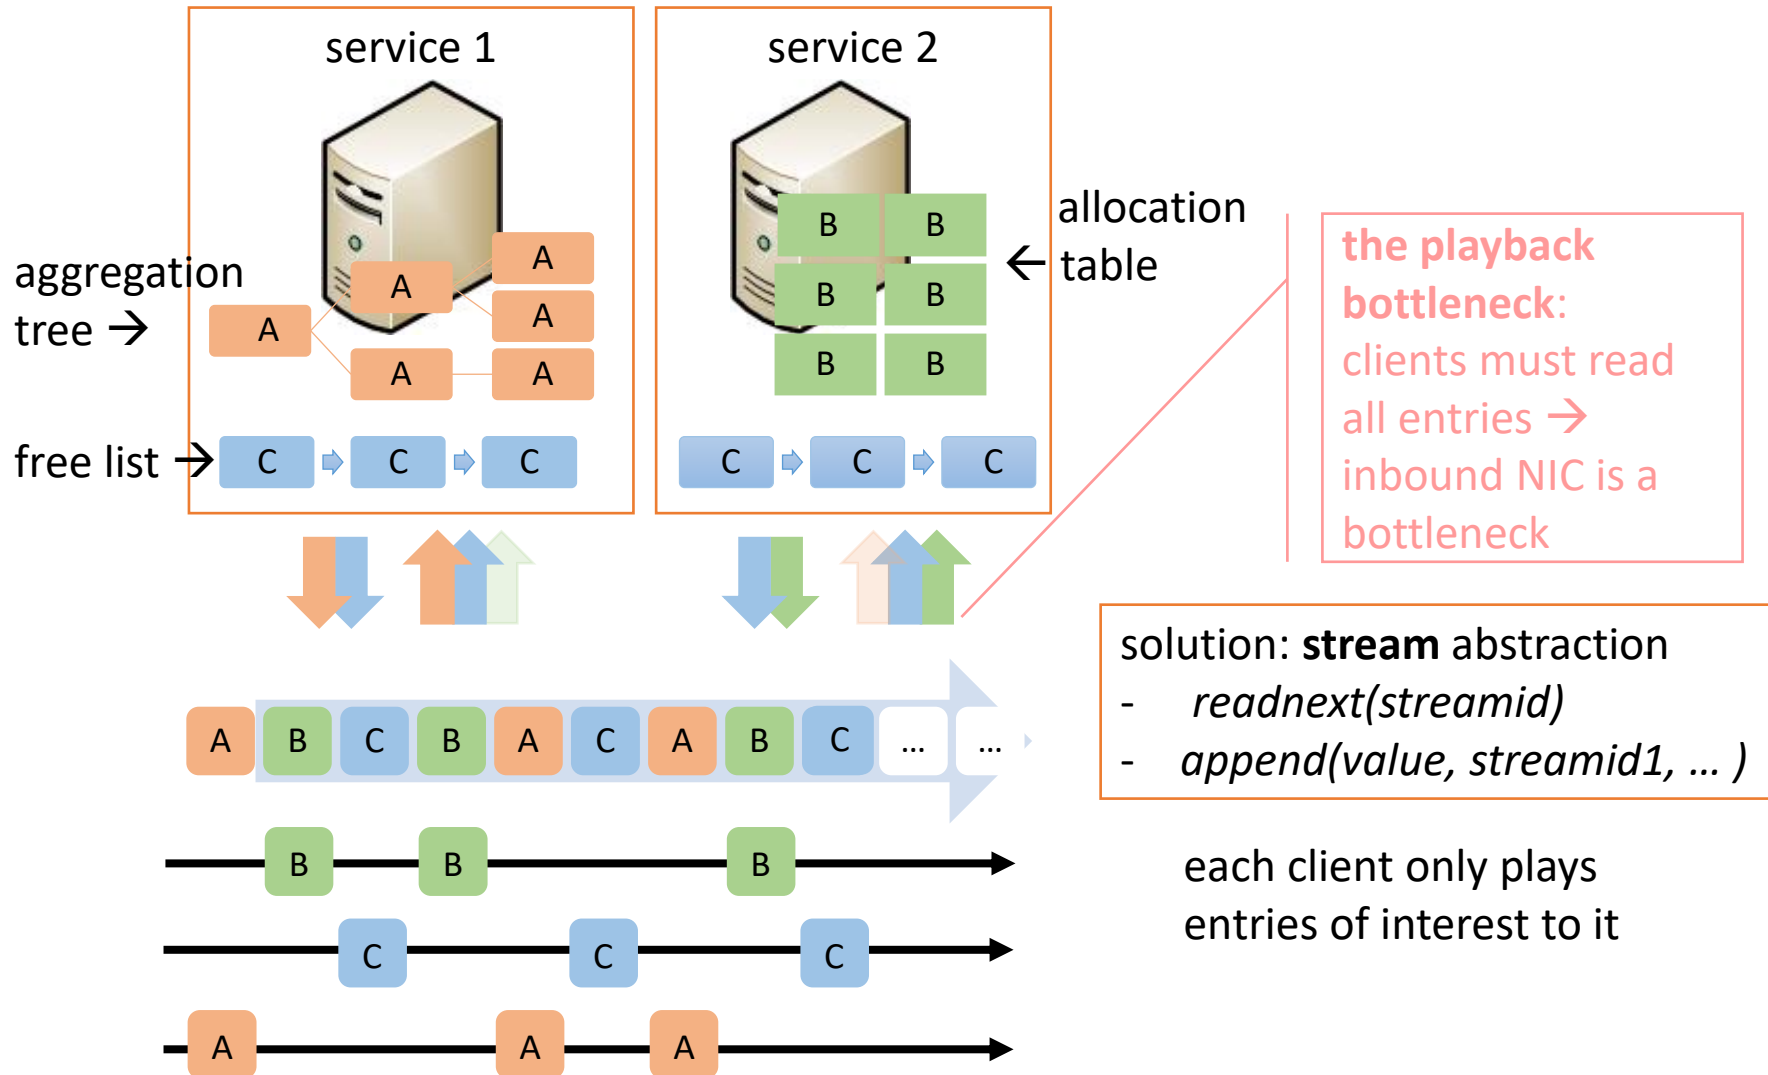 service 1
service 2
aggregation
tree →
A
A
A
A
A
A
free list →
C
C
C
B
B
B
B
B
B
allocation
← table
C
C
C
the playback
bottleneck:
clients must read
all entries →
inbound NIC is a
bottleneck
solution: stream abstraction
- readnext(streamid)
- append(value, streamid1, … )
A B C B A C A B C … …
B B B
C C C
A A A
each client only plays
entries of interest to it